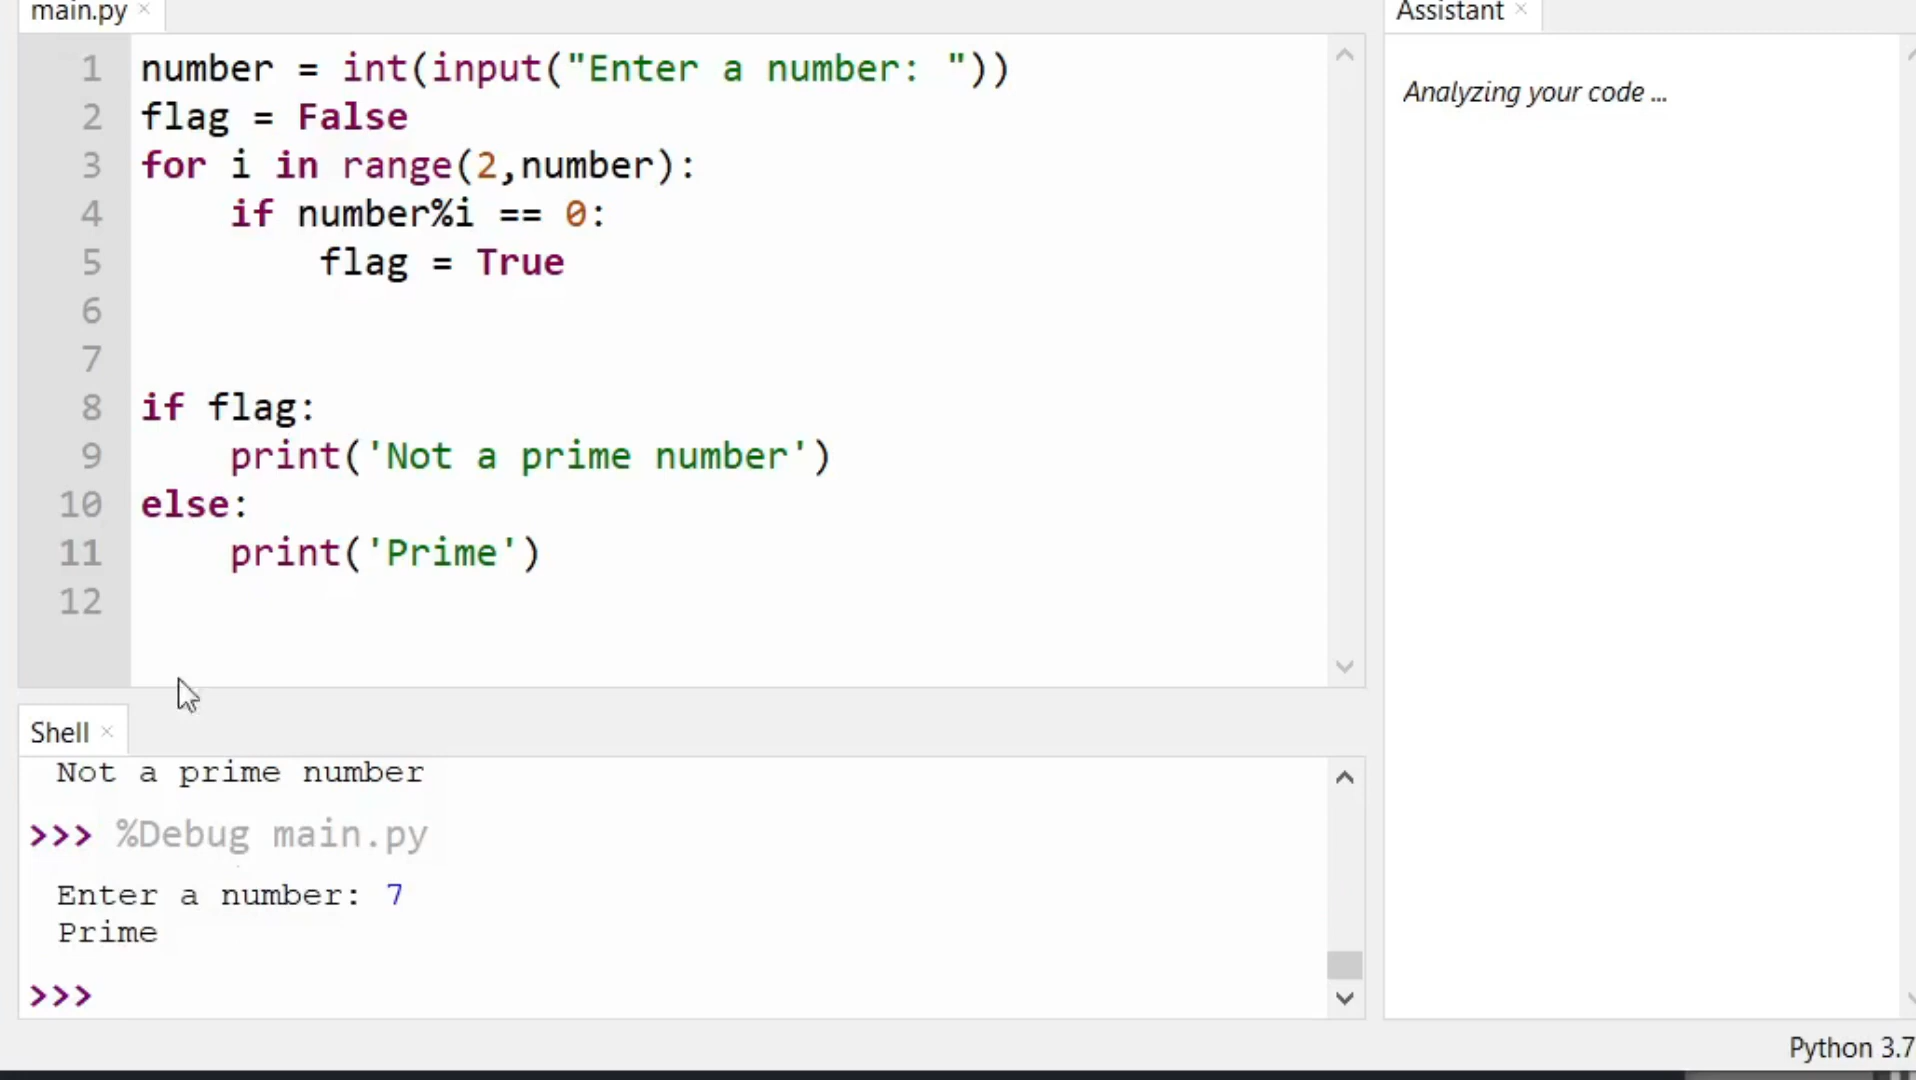 main.py ×
Assistant ×
1 number = int(input("Enter a number: "))
2 flag = False
3 for i in range(2,number):
4     if number%i == 0:
5         flag = True
6
7
8 if flag:
9     print('Not a prime number')
10 else:
11     print('Prime')
12
Analyzing your code ...
Shell ×
Not a prime number
>>> %Debug main.py
Enter a number: 7
Prime
>>>
Python 3.7